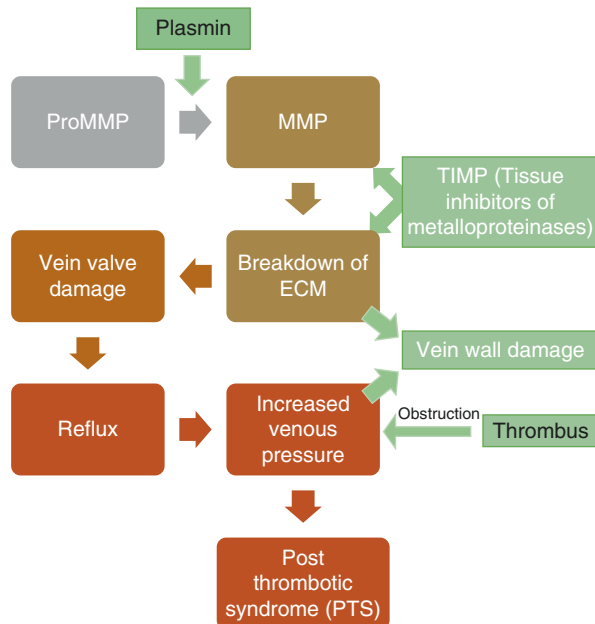 Plasmin
ProMMP
MMP
TIMP (Tissue
inhibitors of
metalloproteinases)
Vein valve
damage
Breakdown of
ECM
Vein wall damage
Reflux
Increased
venous
pressure
Obstruction
Thrombus
Post
thrombotic
syndrome (PTS)